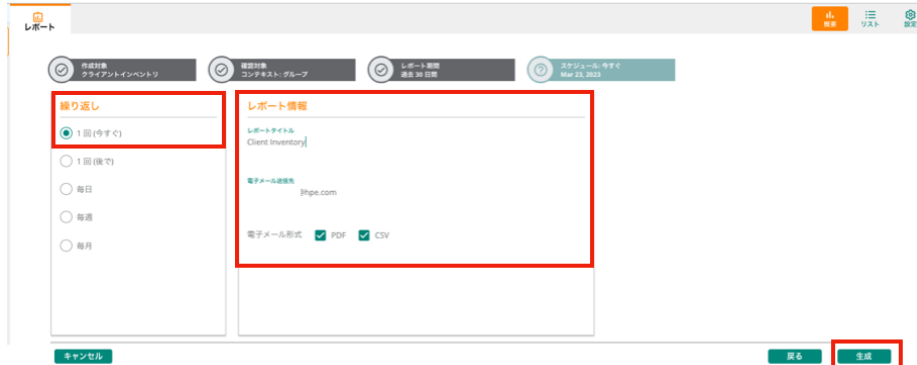 レポート
概要
リスト
設定
作成対象
クライアントインベントリ
確認対象
コンテキスト: グループ
レポート期間
過去 30 日間
スケジュール: 今すぐ
Mar 23, 2023
繰り返し
1 回 (今すぐ)
1 回 (後で)
毎日
毎週
毎月
レポート情報
レポートタイトル
Client Inventory
電子メール送信先
@hpe.com
電子メール形式 PDF CSV
キャンセル
戻る
生成